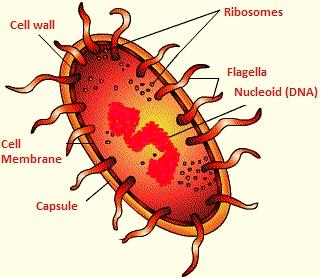 Ribosomes
Cell wall
Flagella
Nucleoid (DNA)
Cell
Membrane
Capsule